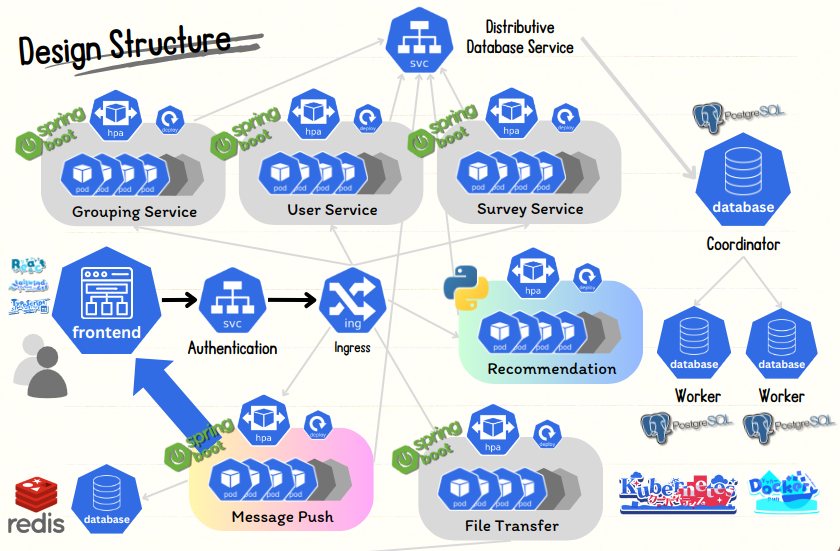 Design Structure
svc
Distributive
Database Service
spring
boot
hpa
deploy
pod
pod
pod
pod
Grouping Service
spring
boot
hpa
deploy
pod
pod
pod
pod
User Service
spring
boot
hpa
deploy
pod
pod
pod
pod
Survey Service
PostgreSQL
database
Coordinator
React
frontend
svc
Authentication
ing
Ingress
hpa
deploy
pod
pod
pod
pod
Recommendation
database
Worker
PostgreSQL
database
Worker
PostgreSQL
spring
boot
hpa
deploy
pod
pod
pod
pod
Message Push
redis
database
spring
boot
hpa
deploy
pod
pod
pod
pod
File Transfer
Kubernetes
Docker